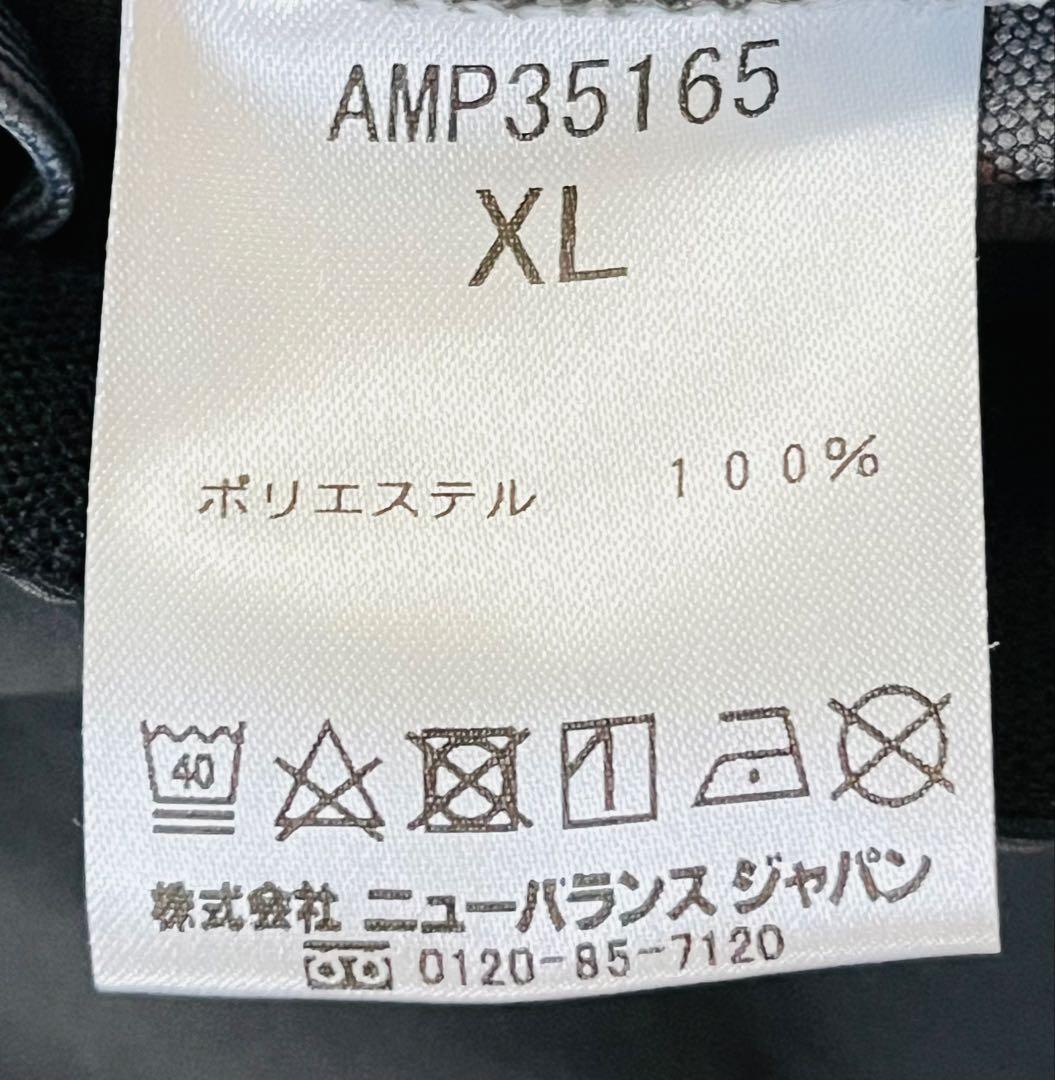 AMP35165
XL
ポリエステル 100%
40
株式会社 ニューバランス ジャパン
0120-85-7120